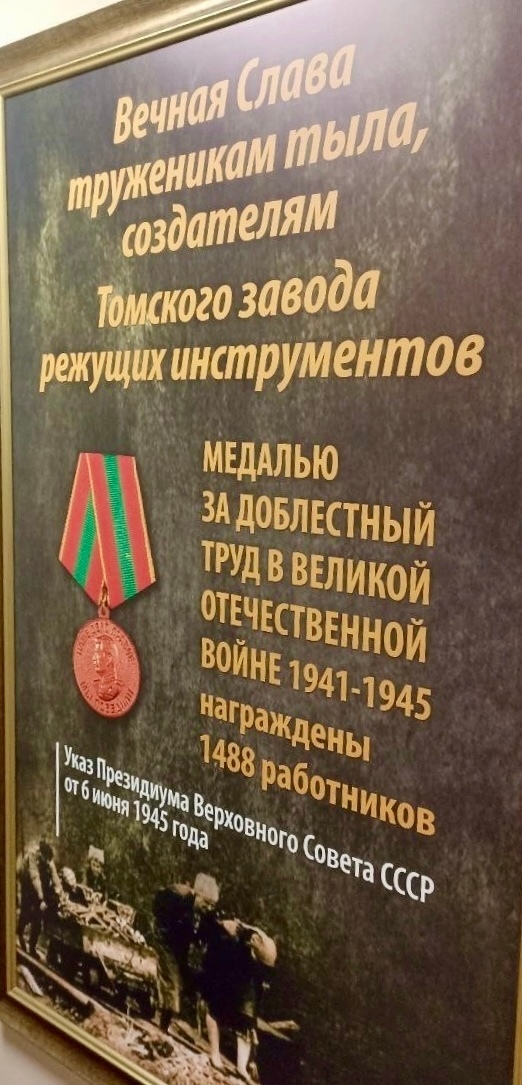 Вечная Слава
труженикам тыла,
создателям
Томского завода
режущих инструментов
МЕДАЛЬЮ
ЗА ДОБЛЕСТНЫЙ
ТРУД В ВЕЛИКОЙ
ОТЕЧЕСТВЕННОЙ
ВОЙНЕ 1941-1945
награждены
1488 работников
Указ Президиума Верховного Совета СССР
от 6 июня 1945 года